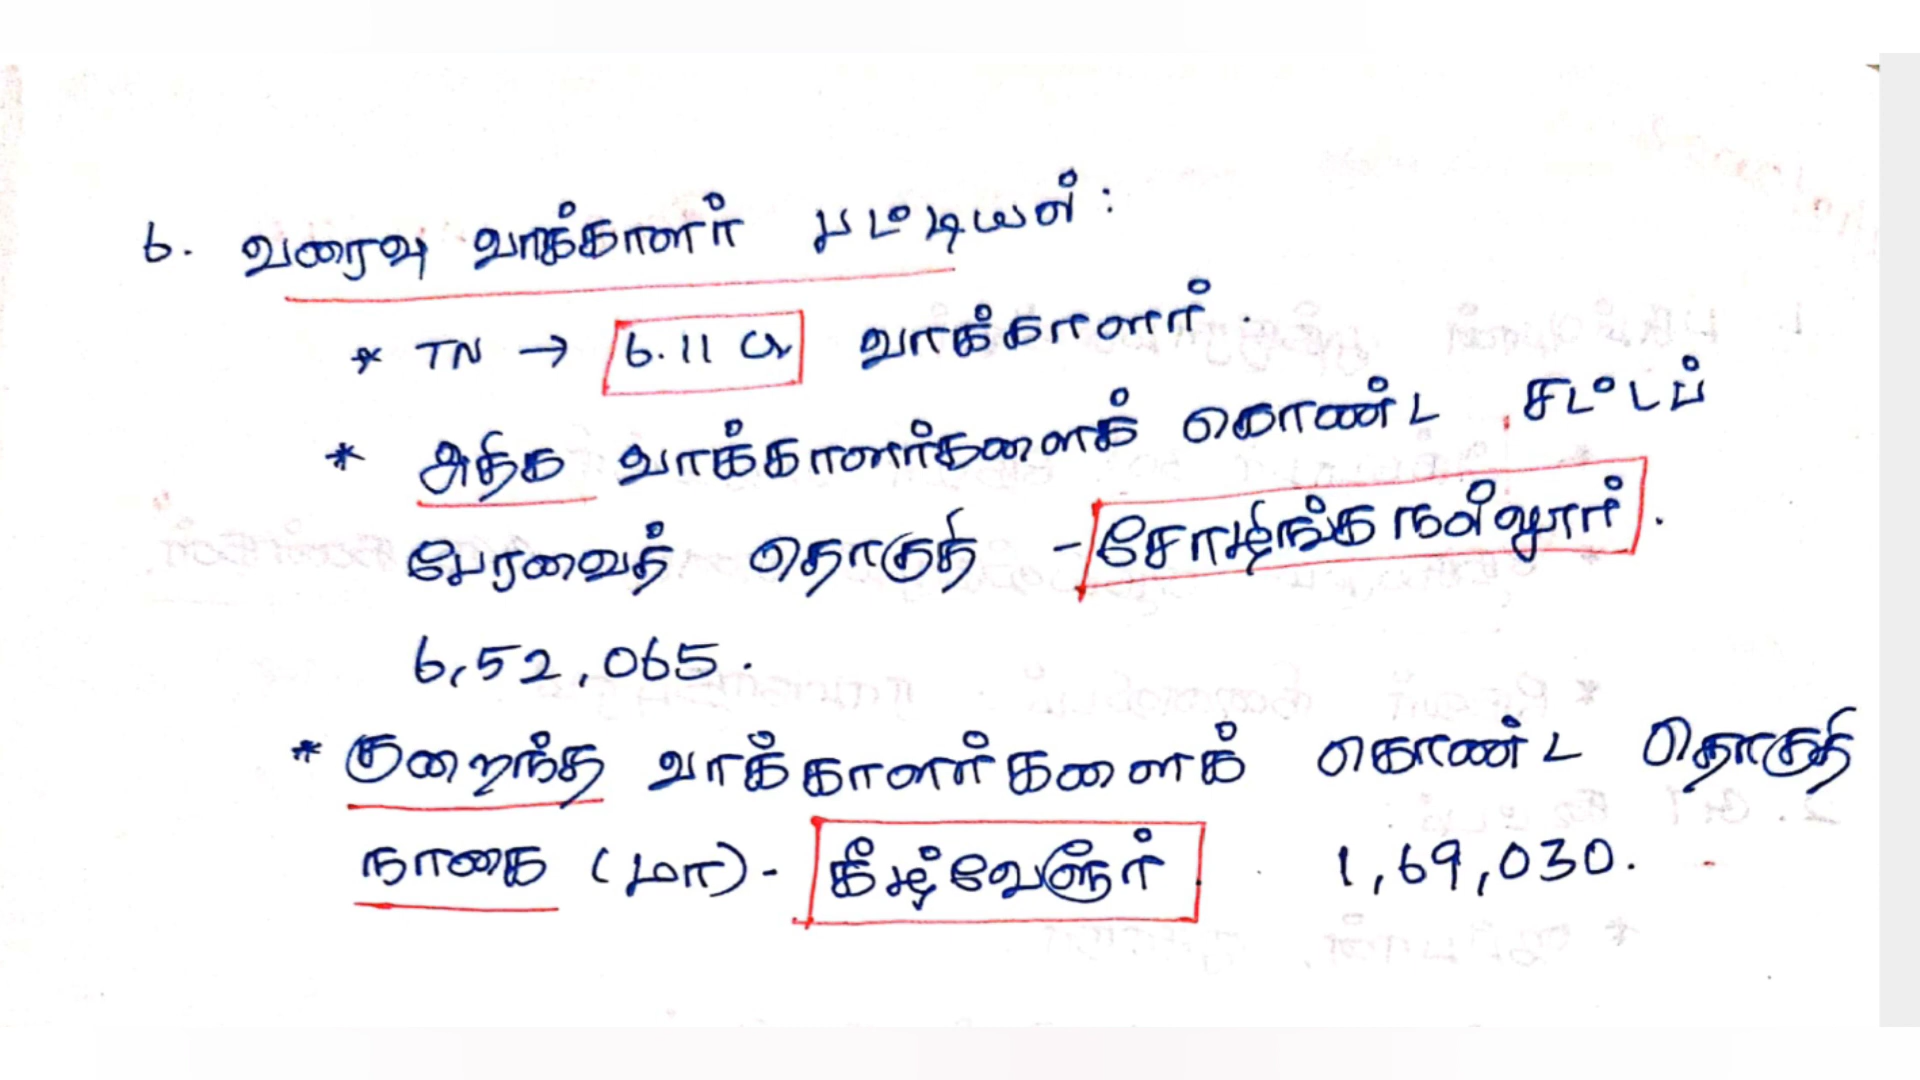 6. வரைவு வாக்காளர் பட்டியல் :
* TN → 6.11 Cr வாக்காளர்.
* அதிக வாக்காளர்களைக் கொண்ட சட்டப்
பேரவைத் தொகுதி - சோழிங்கநல்லூர்.
6,52,065.
* குறைந்த வாக்காளர்களைக் கொண்ட தொகுதி
நாகை (மா) - கீழ்வேளூர். 1,69,030.